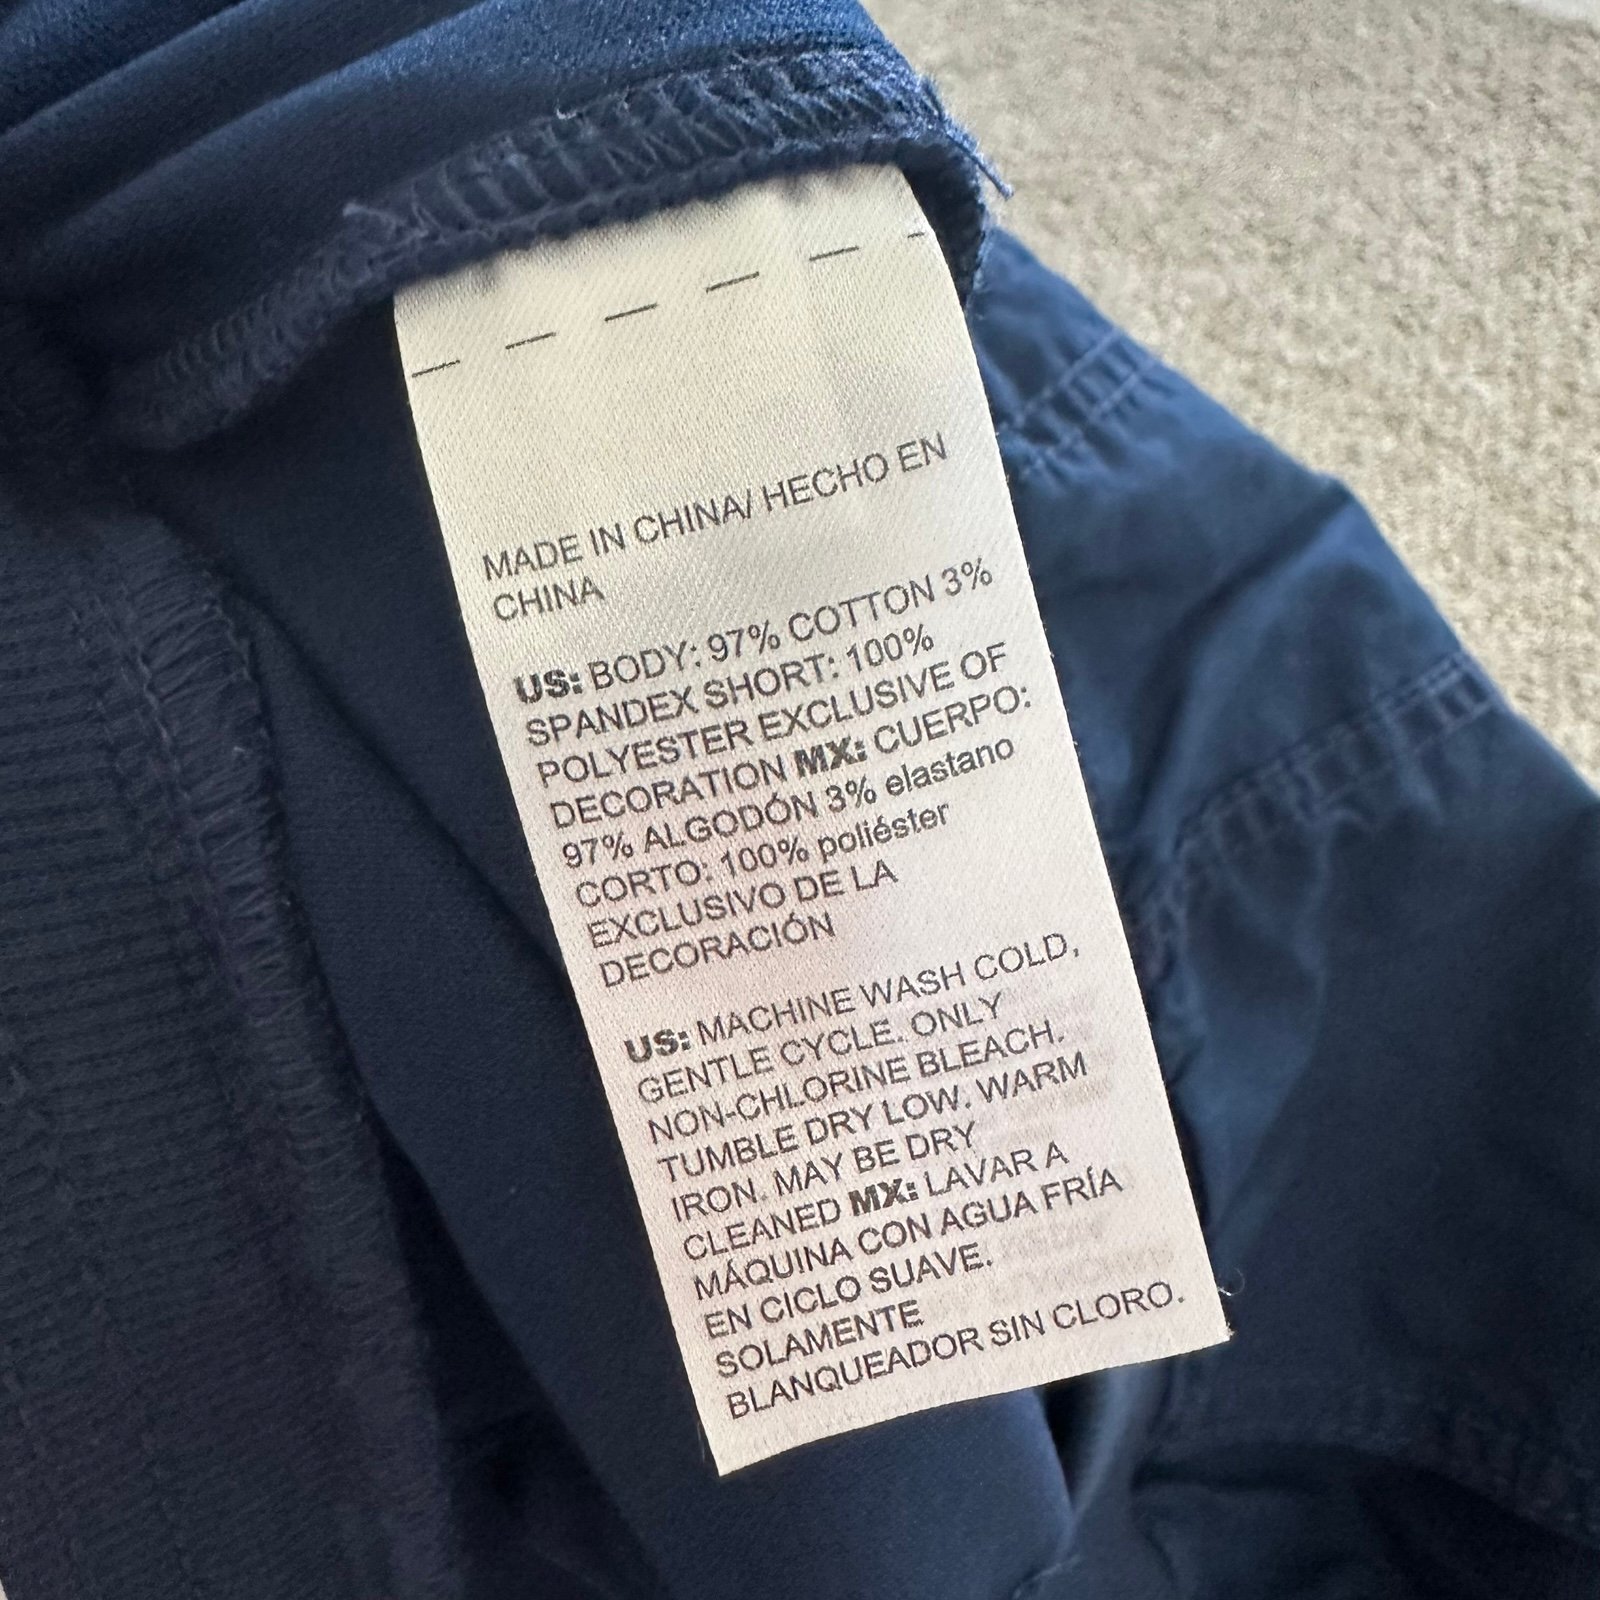 MADE IN CHINA/ HECHO EN
CHINA
US: BODY: 97% COTTON 3%
SPANDEX SHORT: 100%
POLYESTER EXCLUSIVE OF
DECORATION MX: CUERPO:
97% ALGODÓN 3% elastano
CORTO: 100% poliéster
EXCLUSIVO DE LA
DECORACIÓN
US: MACHINE WASH COLD,
GENTLE CYCLE. ONLY
NON-CHLORINE BLEACH.
TUMBLE DRY LOW. WARM
IRON. MAY BE DRY
CLEANED MX: LAVAR A
MÁQUINA CON AGUA FRÍA
EN CICLO SUAVE.
SOLAMENTE
BLANQUEADOR SIN CLORO.